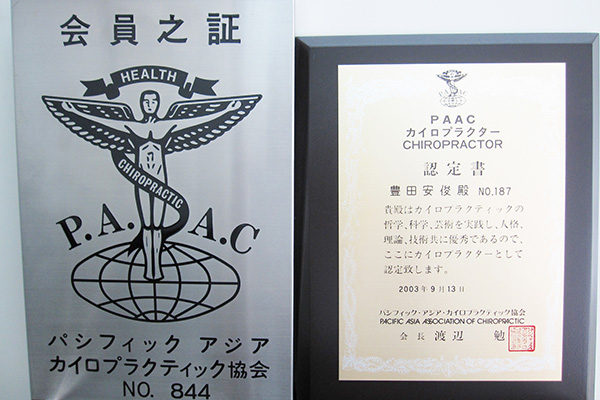 会員之証
HEALTH
CHIROPRACTIC
P.A.A.C
パシフィック アジア
カイロプラクティック協会
NO. 844
PAAC
カイロプラクター
CHIROPRACTOR
認定書
豊田安俊殿 NO.187
貴殿はカイロプラクティックの
哲学、科学、芸術を実践し、人格、
理論、技術共に優秀であるので、
ここにカイロプラクターとして
認定致します。
2003年9月13日
パシフィック・アジア・カイロプラクティック協会
PACIFIC ASIA ASSOCIATION OF CHIROPRACTIC
会長 渡辺 勉